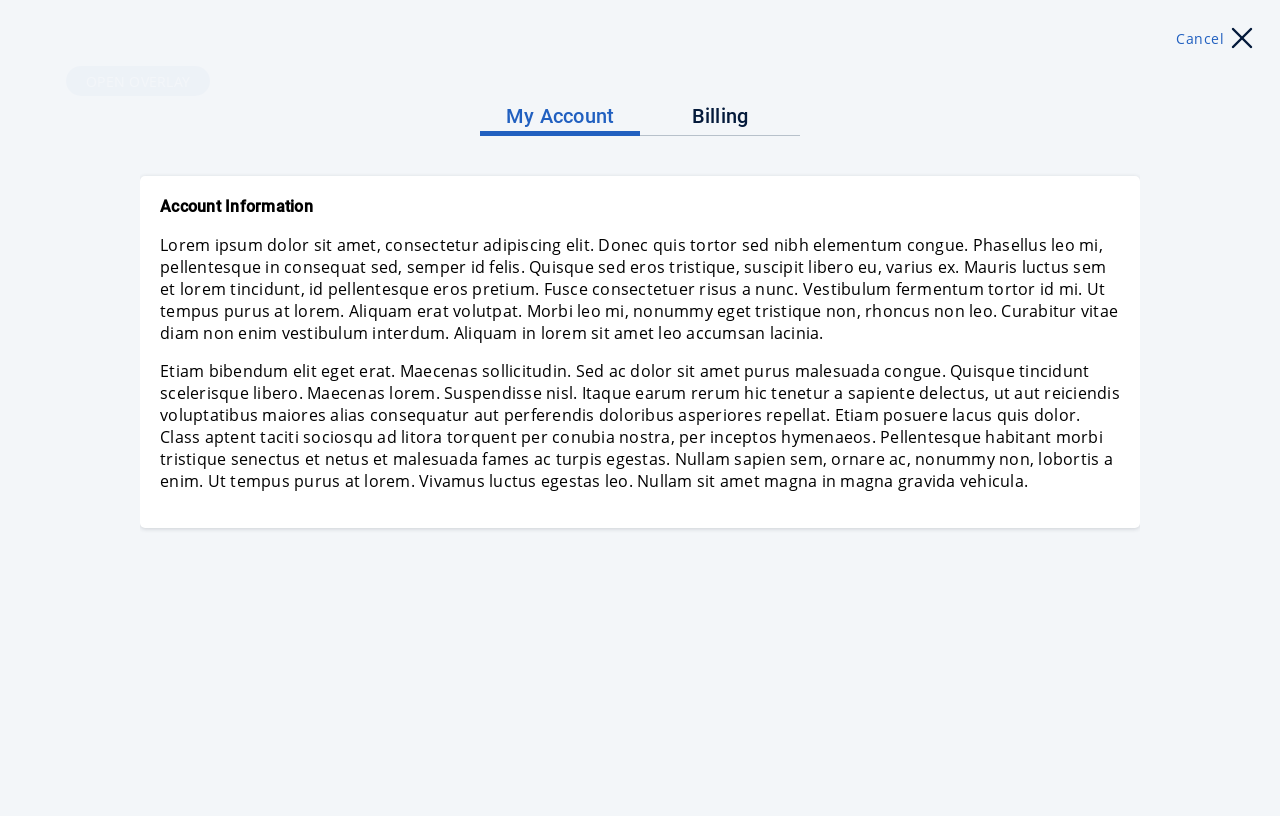 Cancel
OPEN OVERLAY
My Account
Billing
Account Information
Lorem ipsum dolor sit amet, consectetur adipiscing elit. Donec quis tortor sed nibh elementum congue. Phasellus leo mi,
pellentesque in consequat sed, semper id felis. Quisque sed eros tristique, suscipit libero eu, varius ex. Mauris luctus sem
et lorem tincidunt, id pellentesque eros pretium. Fusce consectetuer risus a nunc. Vestibulum fermentum tortor id mi. Ut
tempus purus at lorem. Aliquam erat volutpat. Morbi leo mi, nonummy eget tristique non, rhoncus non leo. Curabitur vitae
diam non enim vestibulum interdum. Aliquam in lorem sit amet leo accumsan lacinia.
Etiam bibendum elit eget erat. Maecenas sollicitudin. Sed ac dolor sit amet purus malesuada congue. Quisque tincidunt
scelerisque libero. Maecenas lorem. Suspendisse nisl. Itaque earum rerum hic tenetur a sapiente delectus, ut aut reiciendis
voluptatibus maiores alias consequatur aut perferendis doloribus asperiores repellat. Etiam posuere lacus quis dolor.
Class aptent taciti sociosqu ad litora torquent per conubia nostra, per inceptos hymenaeos. Pellentesque habitant morbi
tristique senectus et netus et malesuada fames ac turpis egestas. Nullam sapien sem, ornare ac, nonummy non, lobortis a
enim. Ut tempus purus at lorem. Vivamus luctus egestas leo. Nullam sit amet magna in magna gravida vehicula.